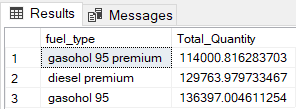 Results Messages
fuel_type Total_Quantity
1 gasohol 95 premium 114000.816283703
2 diesel premium 129763.979733467
3 gasohol 95 136397.004611254